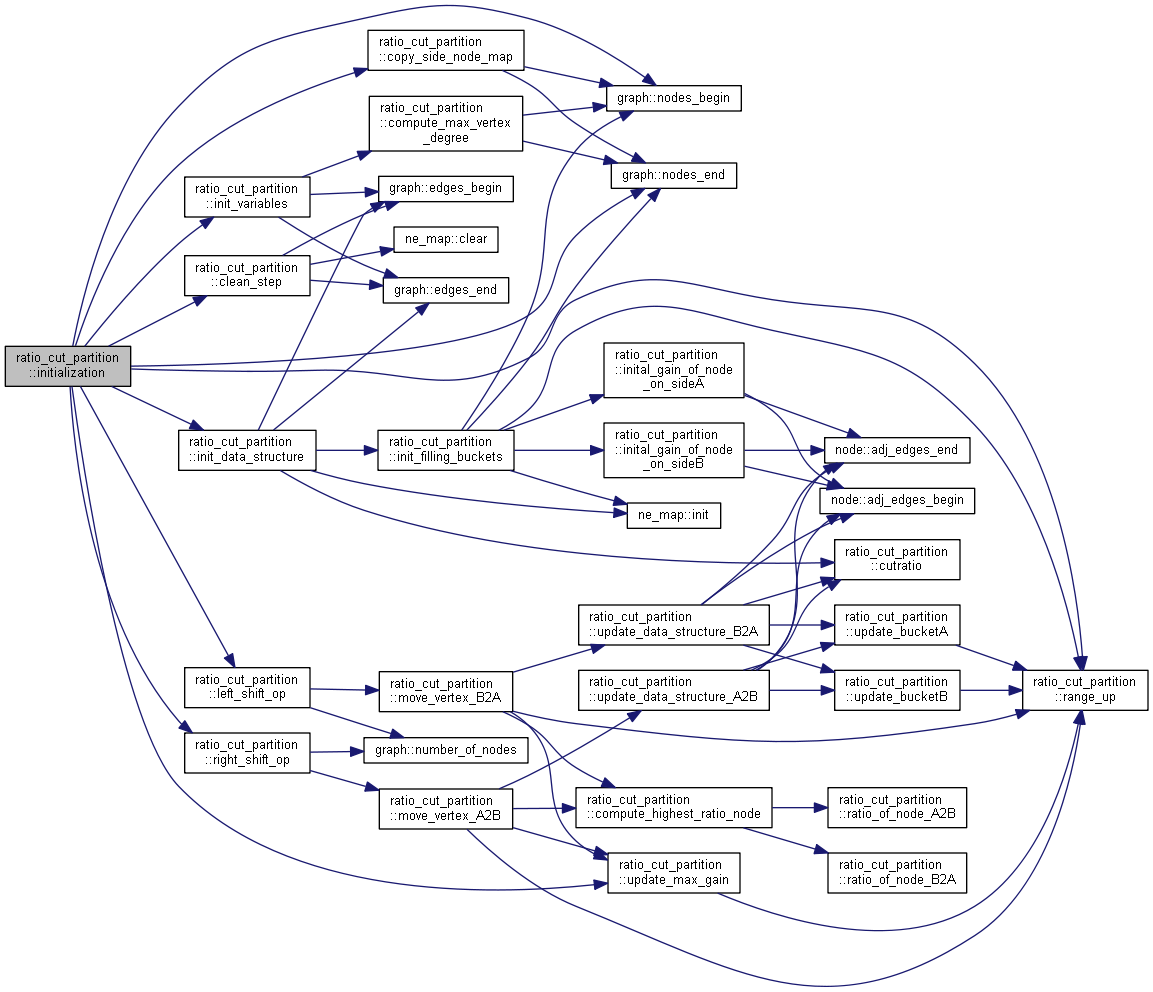 ratio_cut_partition
::initialization
ratio_cut_partition
::copy_side_node_map
ratio_cut_partition
::compute_max_vertex
_degree
ratio_cut_partition
::init_variables
graph::edges_begin
ne_map::clear
ratio_cut_partition
::clean_step
graph::edges_end
ratio_cut_partition
::init_data_structure
ratio_cut_partition
::init_filling_buckets
ratio_cut_partition
::left_shift_op
ratio_cut_partition
::move_vertex_B2A
ratio_cut_partition
::right_shift_op
graph::number_of_nodes
ratio_cut_partition
::move_vertex_A2B
graph::nodes_begin
graph::nodes_end
ratio_cut_partition
::inital_gain_of_node
_on_sideA
ratio_cut_partition
::inital_gain_of_node
_on_sideB
ne_map::init
ratio_cut_partition
::update_data_structure_B2A
ratio_cut_partition
::update_data_structure_A2B
ratio_cut_partition
::compute_highest_ratio_node
ratio_cut_partition
::update_max_gain
node::adj_edges_end
node::adj_edges_begin
ratio_cut_partition
::cutratio
ratio_cut_partition
::update_bucketA
ratio_cut_partition
::update_bucketB
ratio_cut_partition
::ratio_of_node_A2B
ratio_cut_partition
::ratio_of_node_B2A
ratio_cut_partition
::range_up